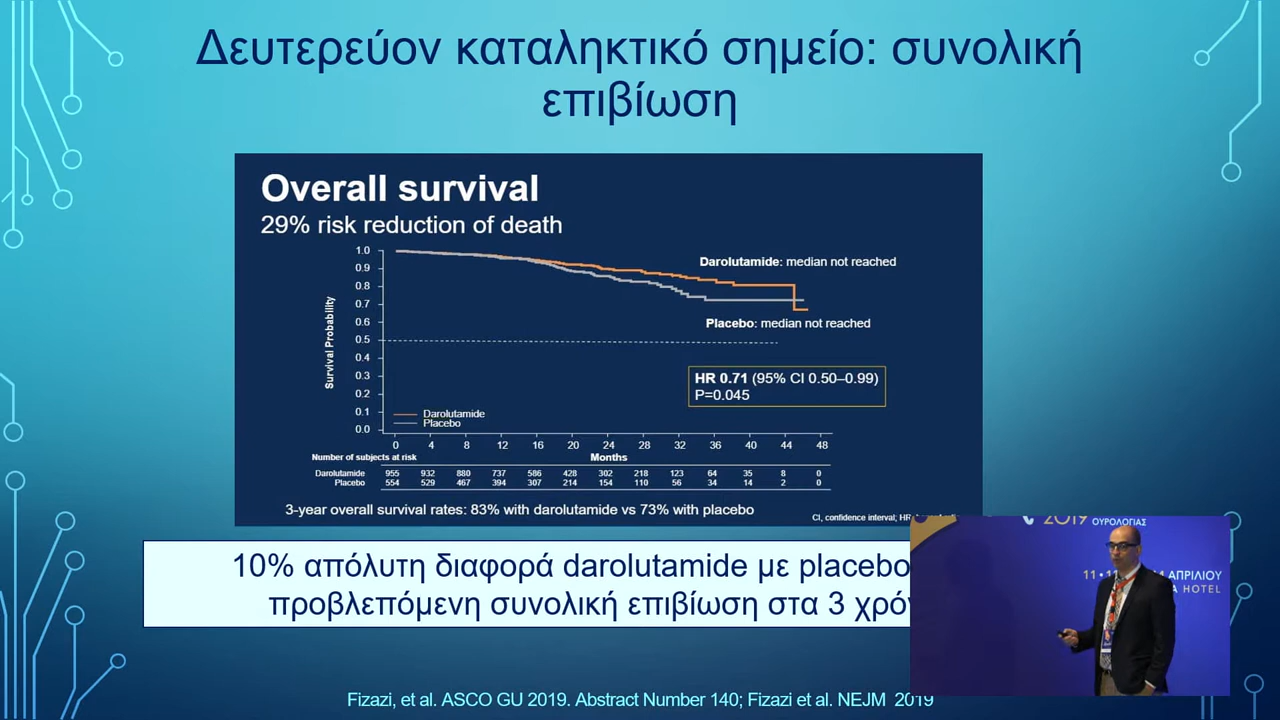 Δευτερεύον καταληκτικό σημείο: συνολική
επιβίωση
Overall survival
29% risk reduction of death
1.0
0.9
0.8
0.7
0.6
0.5
0.4
0.3
0.2
0.1
0.0
Survival Probability
Darolutamide: median not reached
Placebo: median not reached
HR 0.71 (95% CI 0.50–0.99)
P=0.045
Darolutamide
Placebo
0 4 8 12 16 20 24 28 32 36 40 44 48
Number of subjects at risk
Months
Darolutamide 955 932 880 737 586 428 302 218 123 64 35 8 0
Placebo 554 529 467 394 307 214 154 110 56 34 14 2 0
3-year overall survival rates: 83% with darolutamide vs 73% with placebo
CI, confidence interval;
10% απόλυτη διαφορά darolutamide με placebo
προβλεπόμενη συνολική επιβίωση στα 3
2019 ΟΥΡΟΛΟΓΙΑΣ
ΑΠΡΙΛΙΟΥ
HOTEL
Fizazi, et al. ASCO GU 2019. Abstract Number 140; Fizazi et al. NEJM 2019